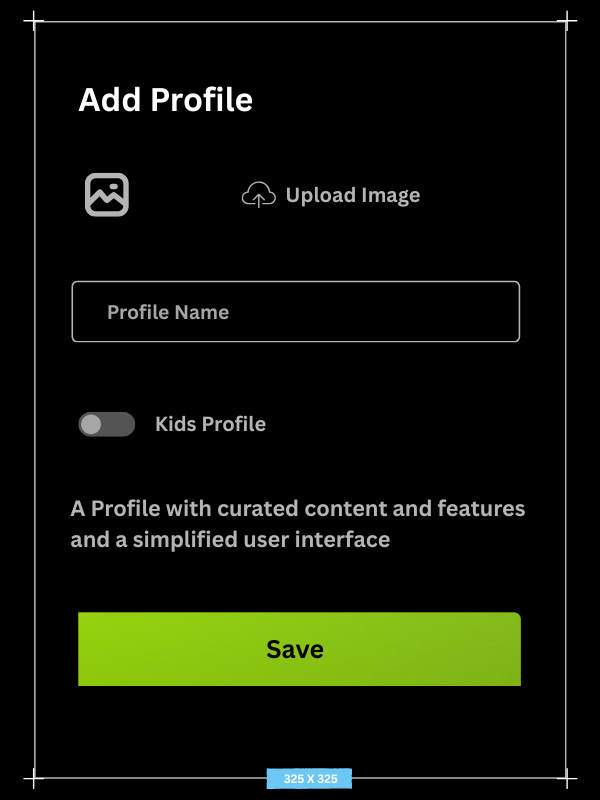 Add Profile
Upload Image
Profile Name
Kids Profile
A Profile with curated content and features
and a simplified user interface
Save
325 X 325